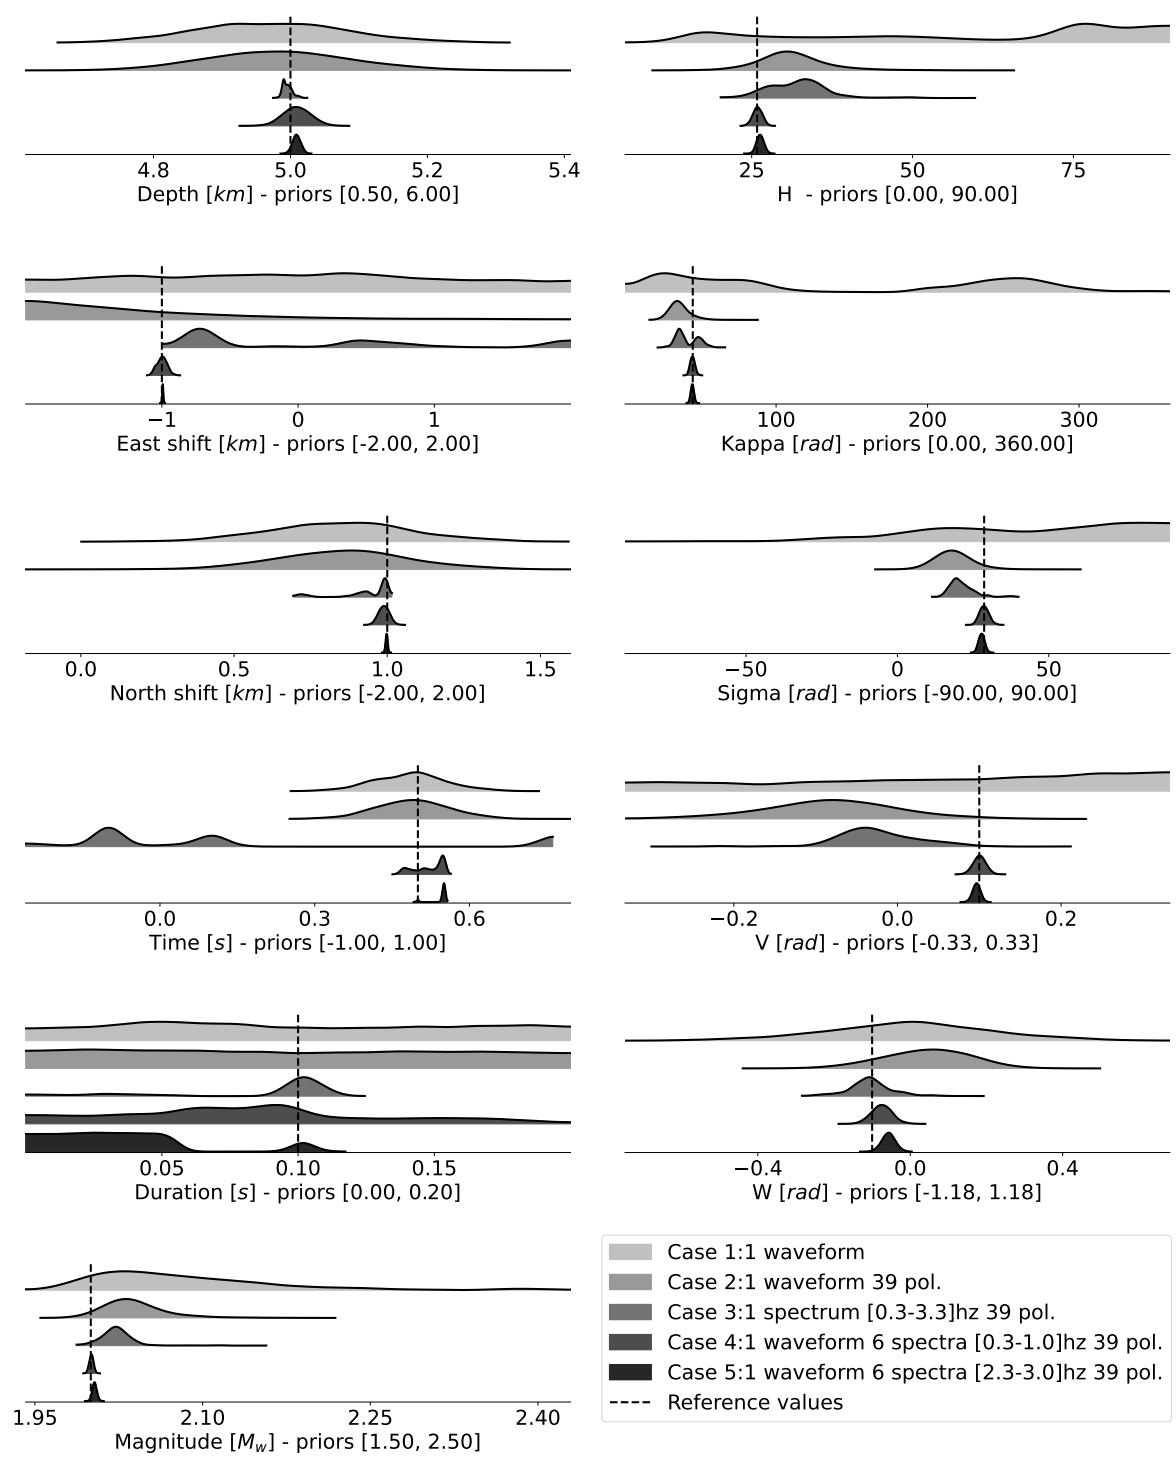 4.8 5.0 5.2 5.4
Depth [km] - priors [0.50, 6.00]
25 50 75
H - priors [0.00, 90.00]
−1 0 1
East shift [km] - priors [-2.00, 2.00]
100 200 300
Kappa [rad] - priors [0.00, 360.00]
0.0 0.5 1.0 1.5
North shift [km] - priors [-2.00, 2.00]
−50 0 50
Sigma [rad] - priors [-90.00, 90.00]
0.0 0.3 0.6
Time [s] - priors [-1.00, 1.00]
−0.2 0.0 0.2
V [rad] - priors [-0.33, 0.33]
0.05 0.10 0.15
Duration [s] - priors [0.00, 0.20]
−0.4 0.0 0.4
W [rad] - priors [-1.18, 1.18]
1.95 2.10 2.25 2.40
Magnitude [Mw] - priors [1.50, 2.50]
Case 1:1 waveform
Case 2:1 waveform 39 pol.
Case 3:1 spectrum [0.3-3.3]hz 39 pol.
Case 4:1 waveform 6 spectra [0.3-1.0]hz 39 pol.
Case 5:1 waveform 6 spectra [2.3-3.0]hz 39 pol.
Reference values